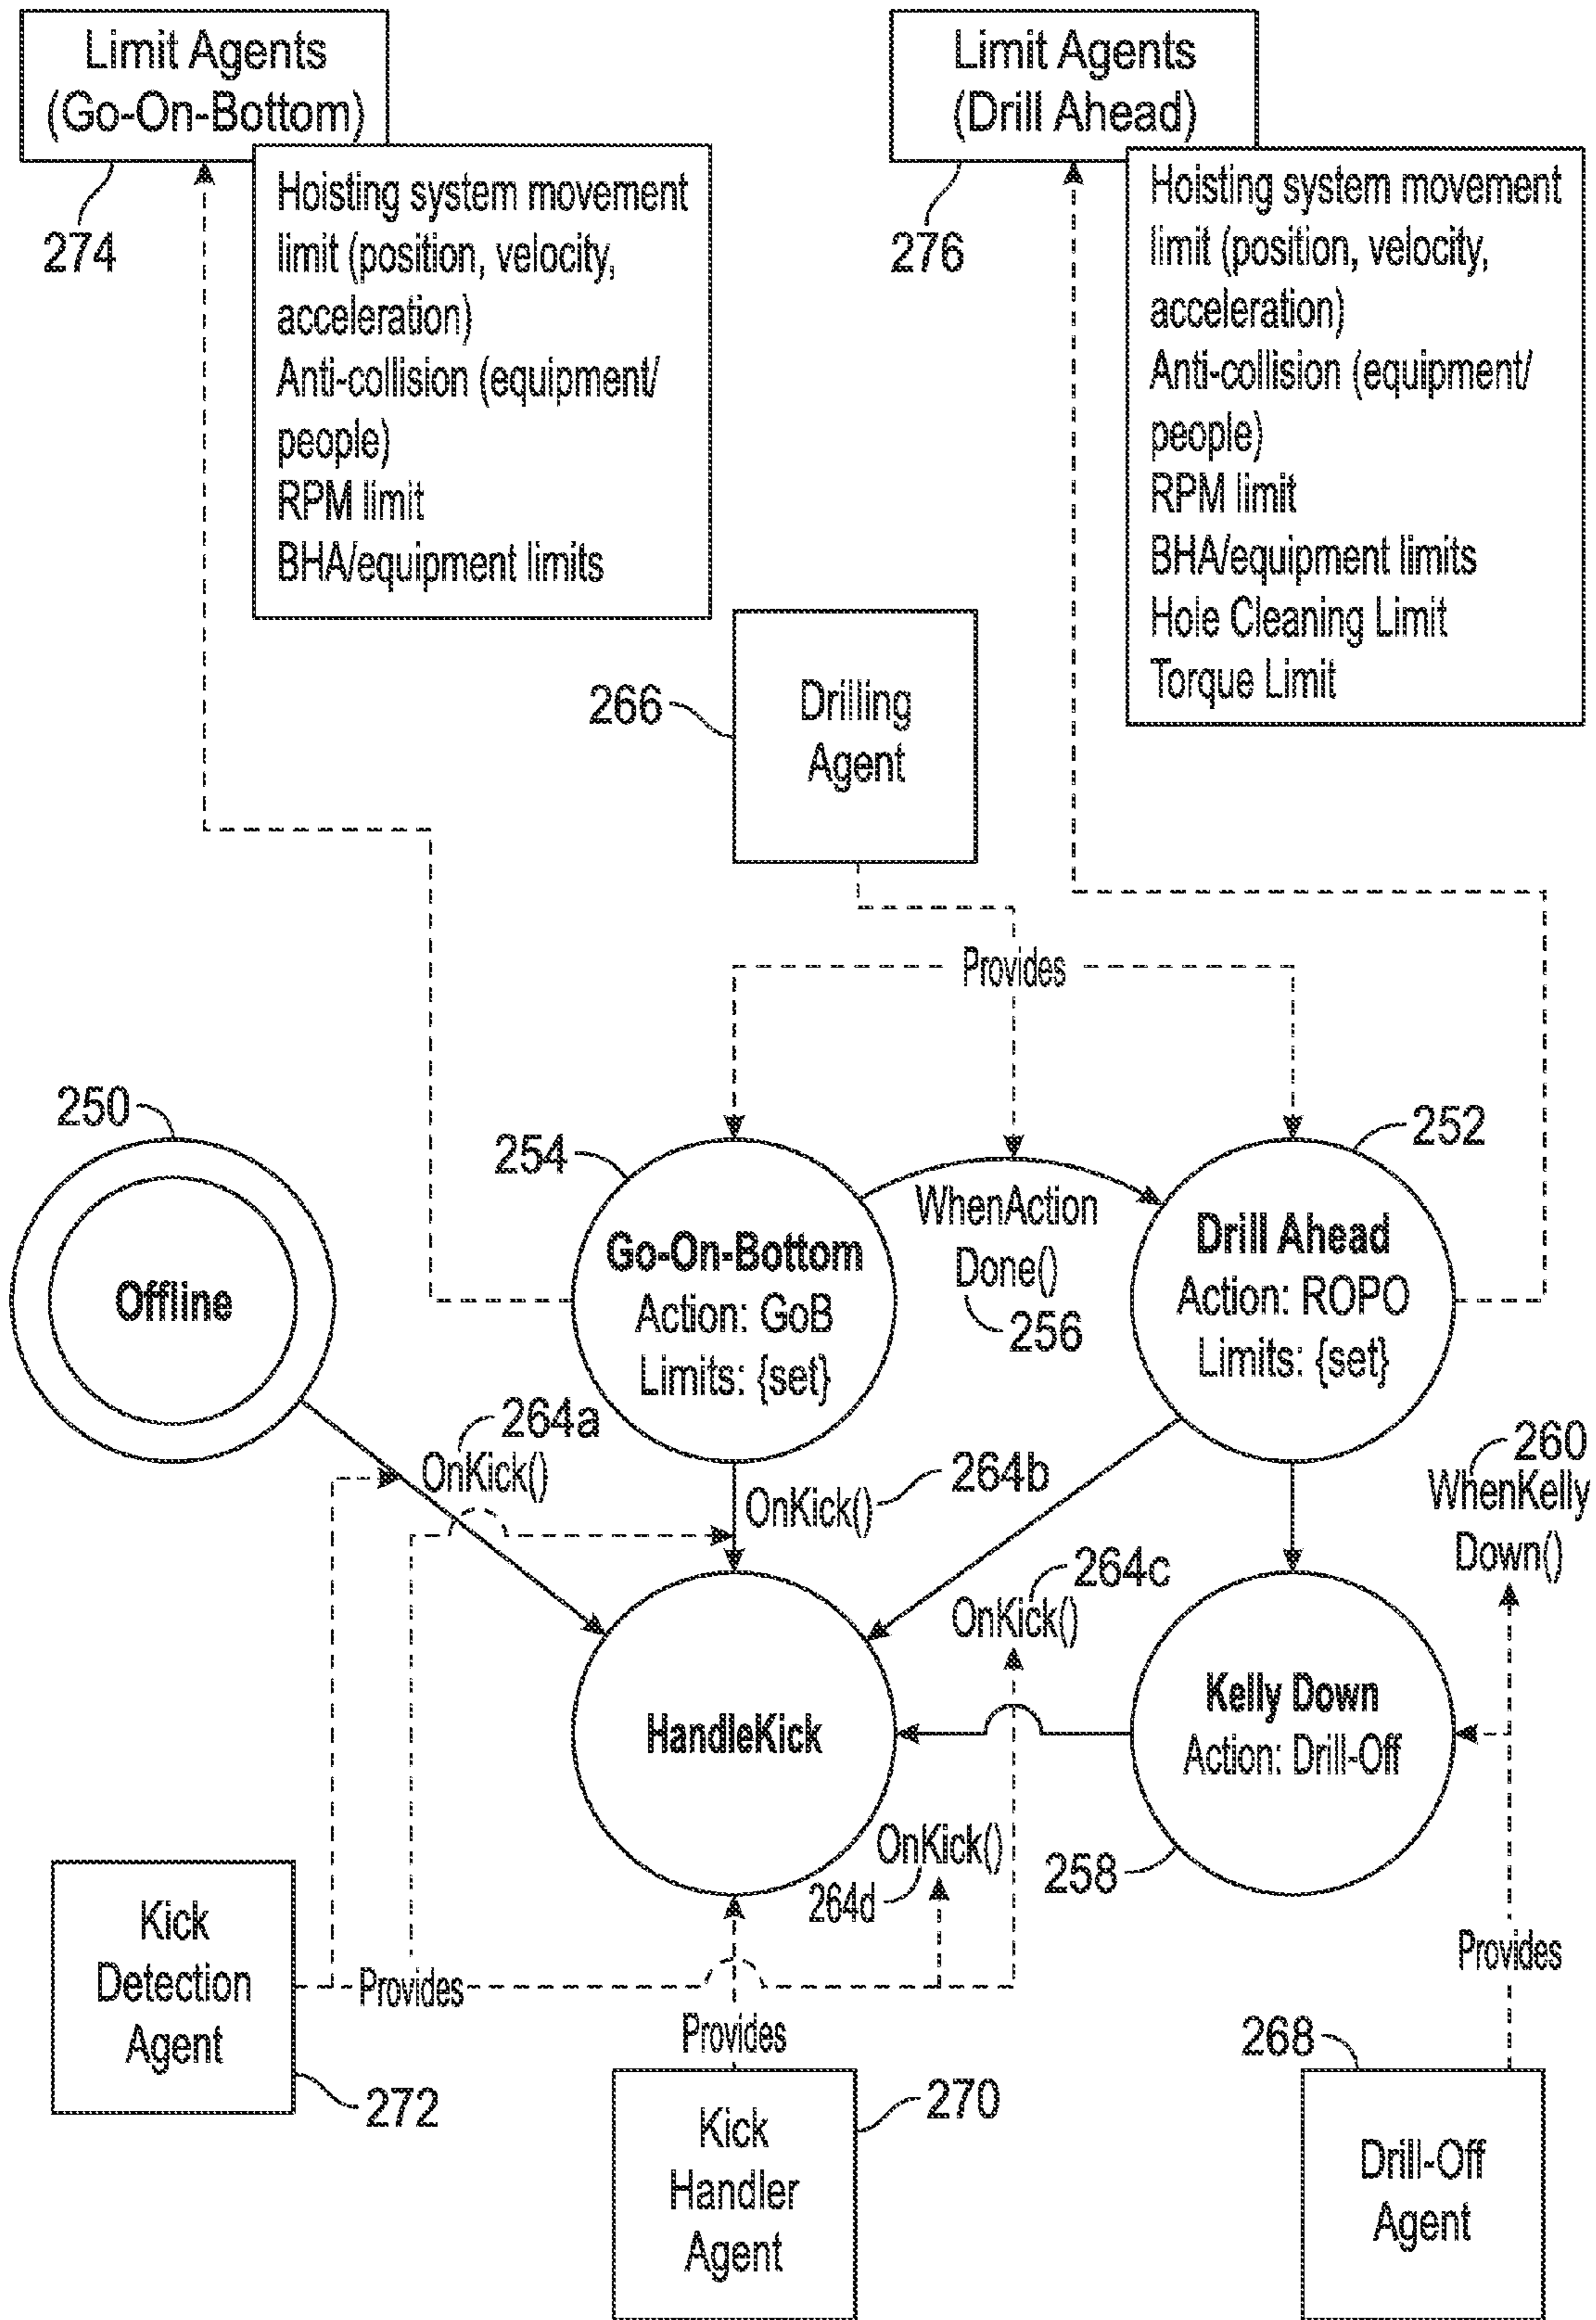 Limit Agents
(Go-On-Bottom)
274
Hoisting system movement
limit (position, velocity,
acceleration)
Anti-collision (equipment/
people)
RPM limit
BHA/equipment limits
Limit Agents
(Drill Ahead)
276
Hoisting system movement
limit (position, velocity,
acceleration)
Anti-collision (equipment/
people)
RPM limit
BHA/equipment limits
Hole Cleaning Limit
Torque Limit
266
Drilling
Agent
Provides
250
Offline
254
Go-On-Bottom
Action: GoB
Limits: {set}
WhenAction
Done()
256
252
Drill Ahead
Action: ROPO
Limits: {set}
264a
OnKick()
OnKick()
264b
260
WhenKelly
Down()
264c
OnKick()
HandleKick
Kelly Down
Action: Drill-Off
258
OnKick()
264d
Kick
Detection
Agent
272
Provides
Provides
Kick
Handler
Agent
270
Provides
268
Drill-Off
Agent